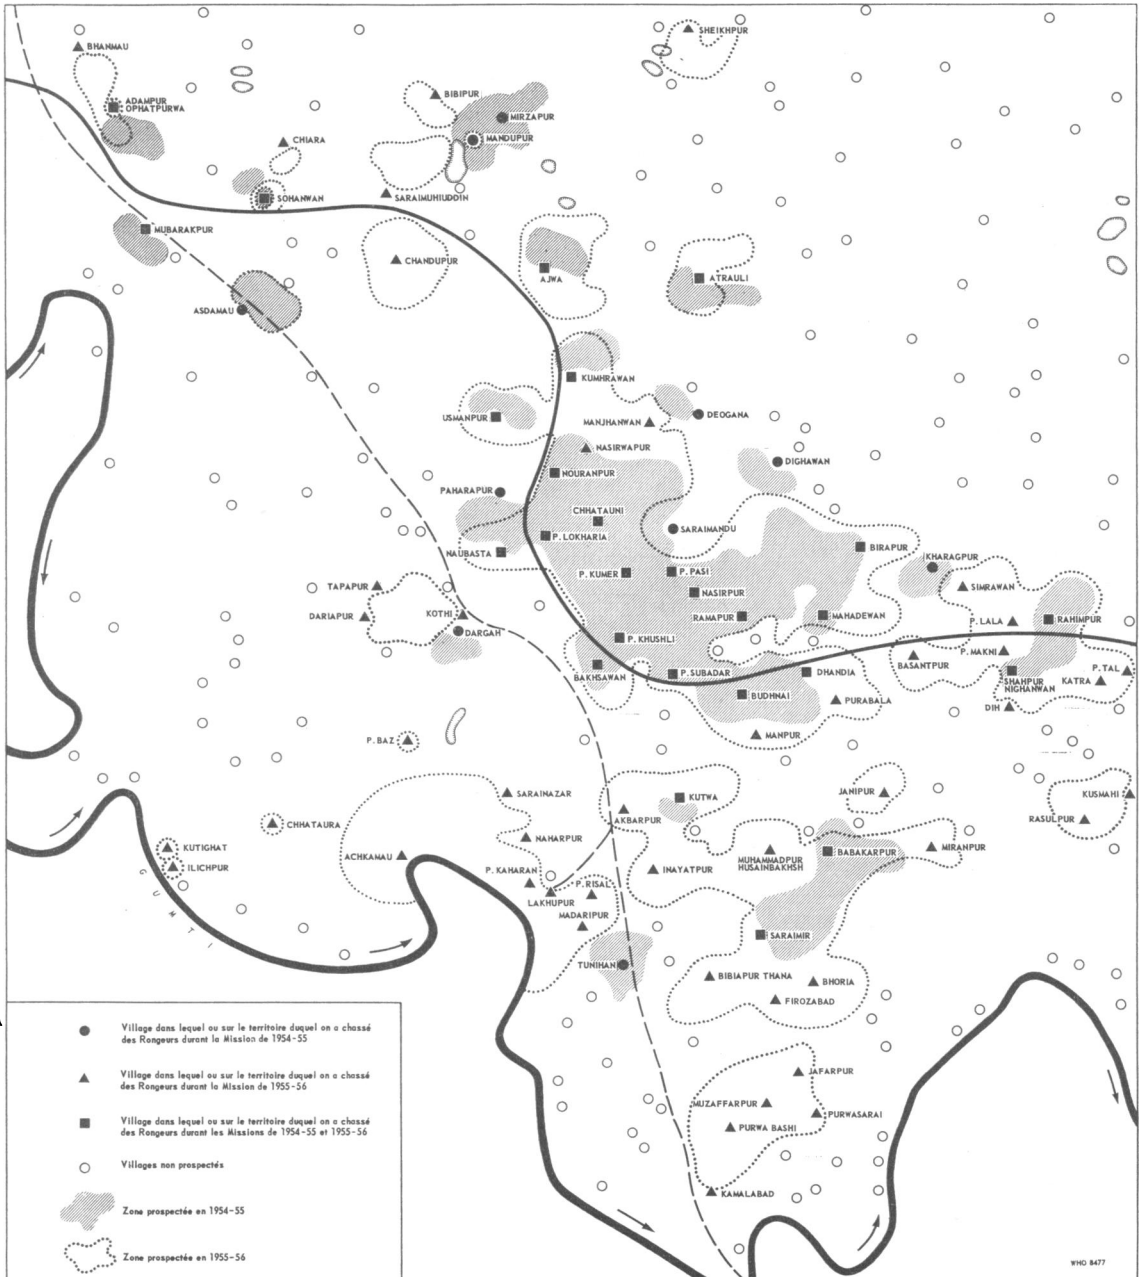 SHEIKHPUR
BHANMAU
BIBIPUR
ADAMPUR
OPHATPURWA
MIRZAPUR
MANDUPUR
CHIARA
SOHANWAN
SARAIMUHIUDDIN
MUBARAKPUR
CHANDUPUR
AJWA
ATRAULI
ASDAMAU
KUMHRAWAN
USMANPUR
MANJHANWAN
DEOGANA
NASIRWAPUR
DIGHAWAN
NOURANPUR
PAHARAPUR
CHHATAUNI
SARAIMANDU
P. LOKHARIA
BIRAPUR
NAUBASTA
KHARAGPUR
P. KUMER
P. PASI
TAPAPUR
SIMRAWAN
NASIRPUR
DARIAPUR
KOTHI
RAMAPUR
MAHADEWAN
P. LALA
RAHIMPUR
DARGAH
P. KHUSHLI
P. MAKNI
BASANTPUR
BAKHSAWAN
P. SUBADAR
DHANDIA
SHAHPUR
NIGHANWAN
P. TAL
KATRA
BUDHNAI
PURABALA
DIH
MANPUR
P. BAZ
SARAINAZAR
KUTWA
JANIPUR
KUSMAHI
AKBARPUR
RASULPUR
CHHATAURA
NAHARPUR
KUTIGHAT
ACHKAMAU
MUHAMMADPUR
HUSAINBAKHSH
BABAKARPUR
MIRANPUR
ILICHPUR
INAYATPUR
P. KAHARAN
P. RISAL
LAKHUPUR
GUMTI
MADARIPUR
SARAIMIR
TUNIHAN
BIBIAPUR THANA
BHORIA
FIROZABAD
JAFARPUR
MUZAFFARPUR
PURWASARAI
PURWA BASHI
KAMALABAD
Village dans lequel ou sur le territoire duquel on a chassé
des Rongeurs durant la Mission de 1954-55
Village dans lequel ou sur le territoire duquel on a chassé
des Rongeurs durant la Mission de 1955-56
Village dans lequel ou sur le territoire duquel on a chassé
des Rongeurs durant les Missions de 1954-55 et 1955-56
Villages non prospectés
Zone prospectée en 1954-55
Zone prospectée en 1955-56
WHO 8477